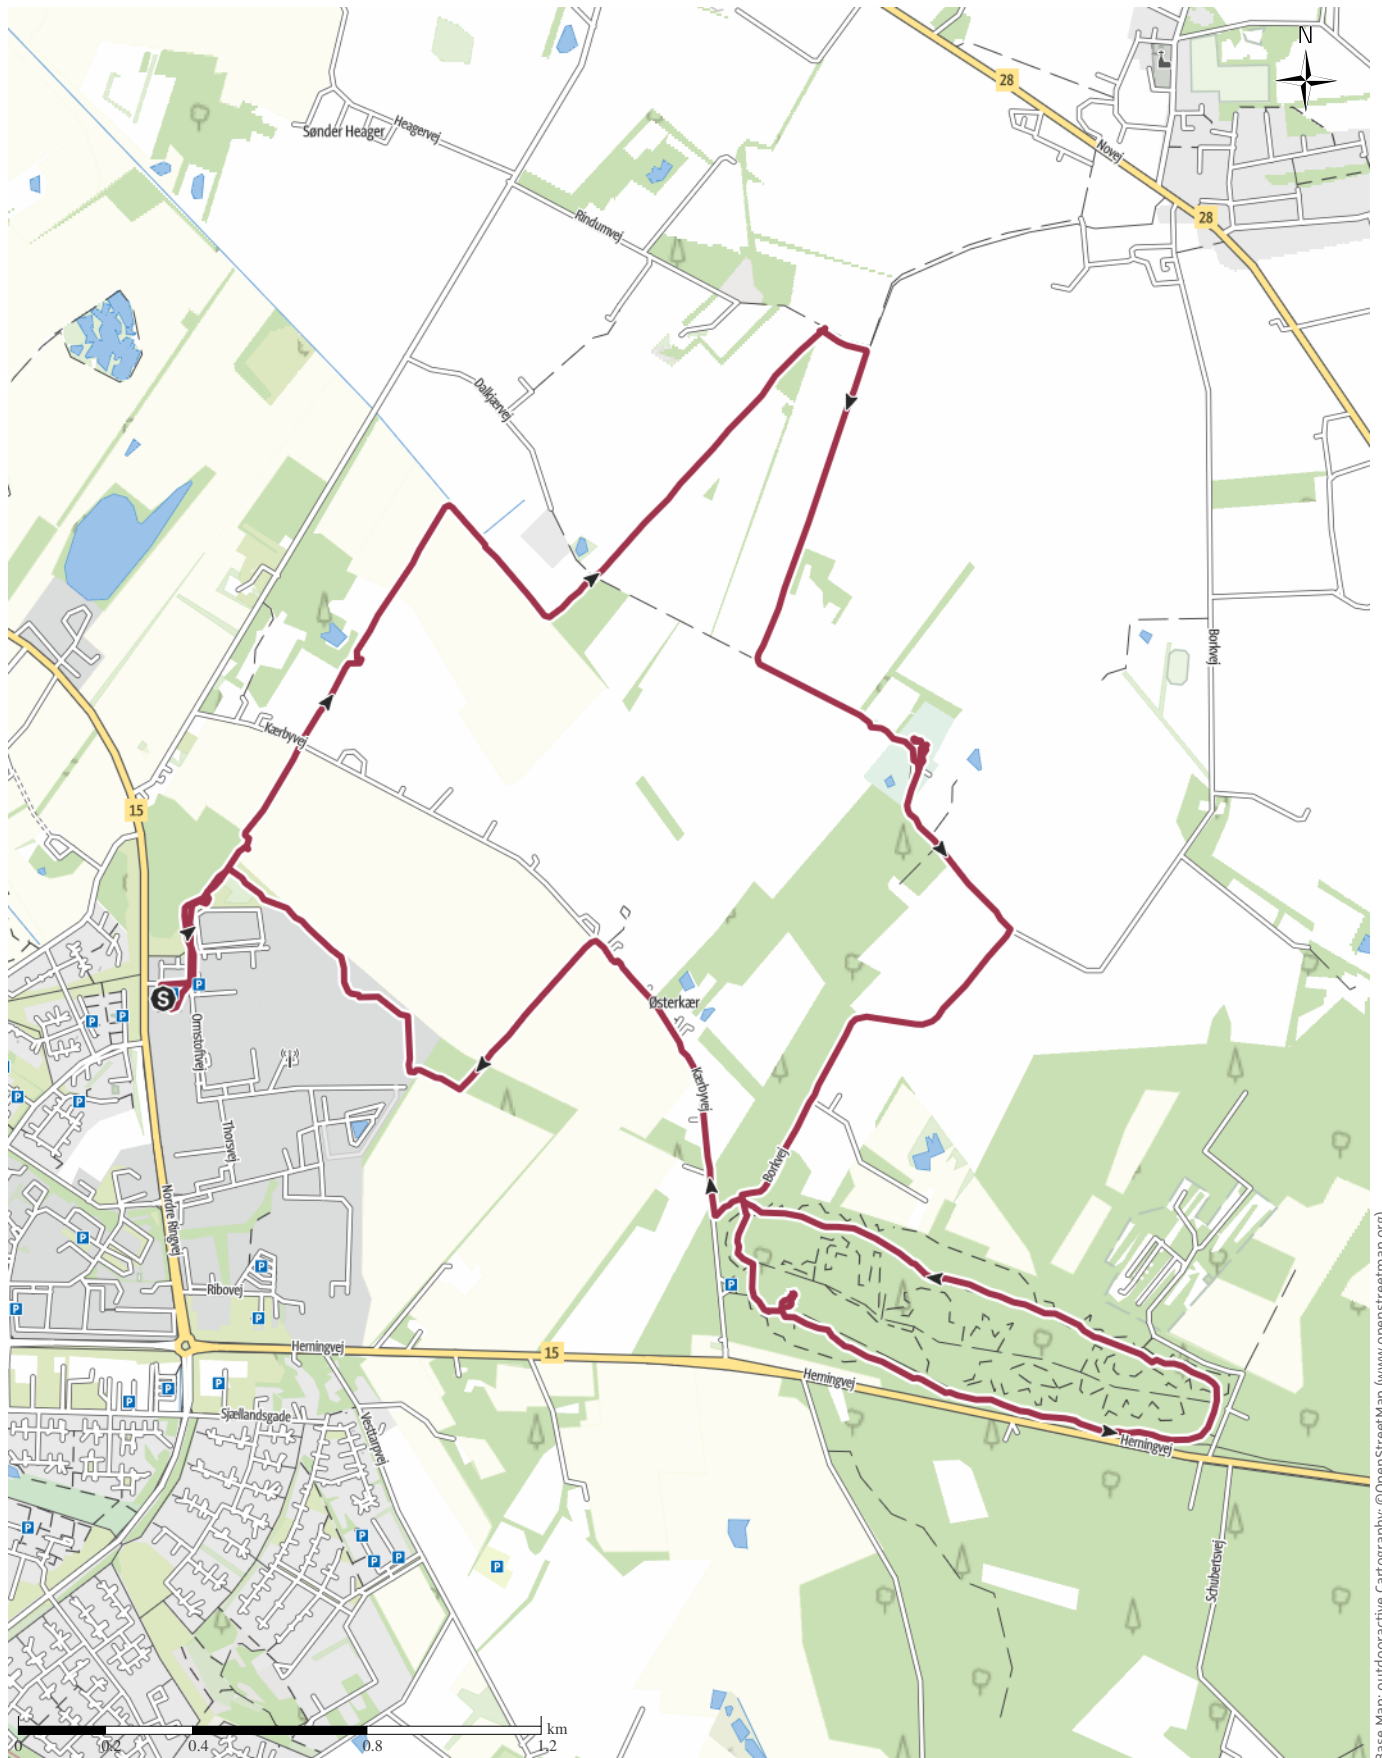 N
28
Sønder Heager
Heagervej
Novej
Rindumvej
28
Dalkjærvej
Borkvej
Kærbyvej
15
S
P
P
P
Østerkær
Ormstoftvej
P
P
Kærbyvej
Thorsvej
Borkvej
Nordre Ringvej
P
P
P
Ribovej
P
P
Herningvej
15
Herningvej
P
P
P
Sjællandsgade
Vesttarpvej
Herningvej
P
P
P
P
P
Schubertsvej
km
0
0.2
0.4
0.8
1.2
Base Map: outdooractive Cartography; ©OpenStreetMap (www.openstreetmap.org)